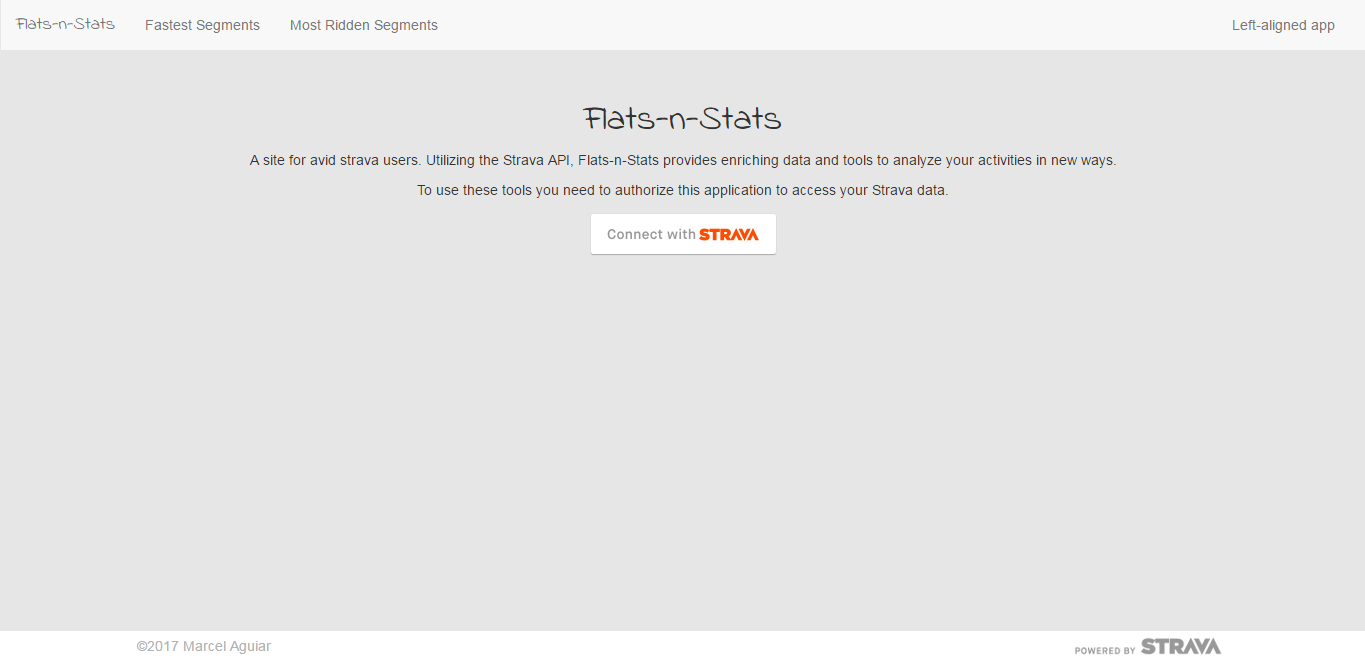 Flats-n-Stats Fastest Segments Most Ridden Segments Left-aligned app
Flats-n-Stats
A site for avid strava users. Utilizing the Strava API, Flats-n-Stats provides enriching data and tools to analyze your activities in new ways.
To use these tools you need to authorize this application to access your Strava data.
Connect with STRAVA
©2017 Marcel Aguiar POWERED BY STRAVA